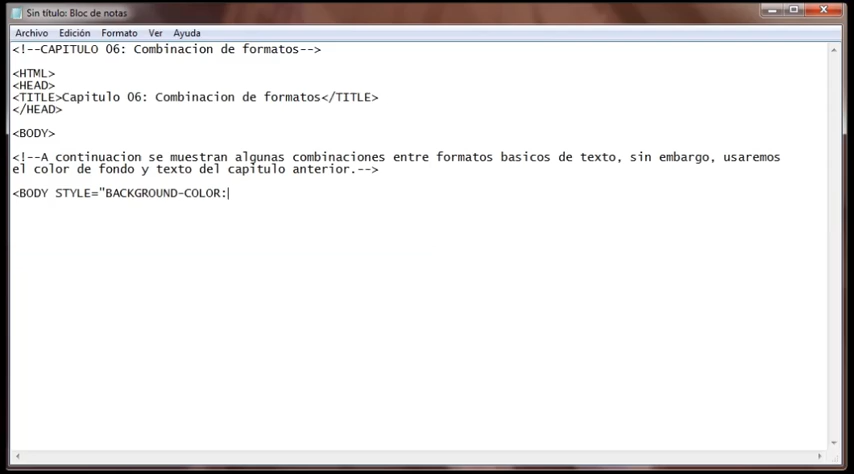 Sin título: Bloc de notas
Archivo Edición Formato Ver Ayuda
<!--CAPITULO 06: Combinacion de formatos-->
<HTML>
<HEAD>
<TITLE>Capitulo 06: Combinacion de formatos</TITLE>
</HEAD>
<BODY>
<!--A continuacion se muestran algunas combinaciones entre formatos basicos de texto, sin embargo, usaremos
el color de fondo y texto del capitulo anterior.-->
<BODY STYLE="BACKGROUND-COLOR: